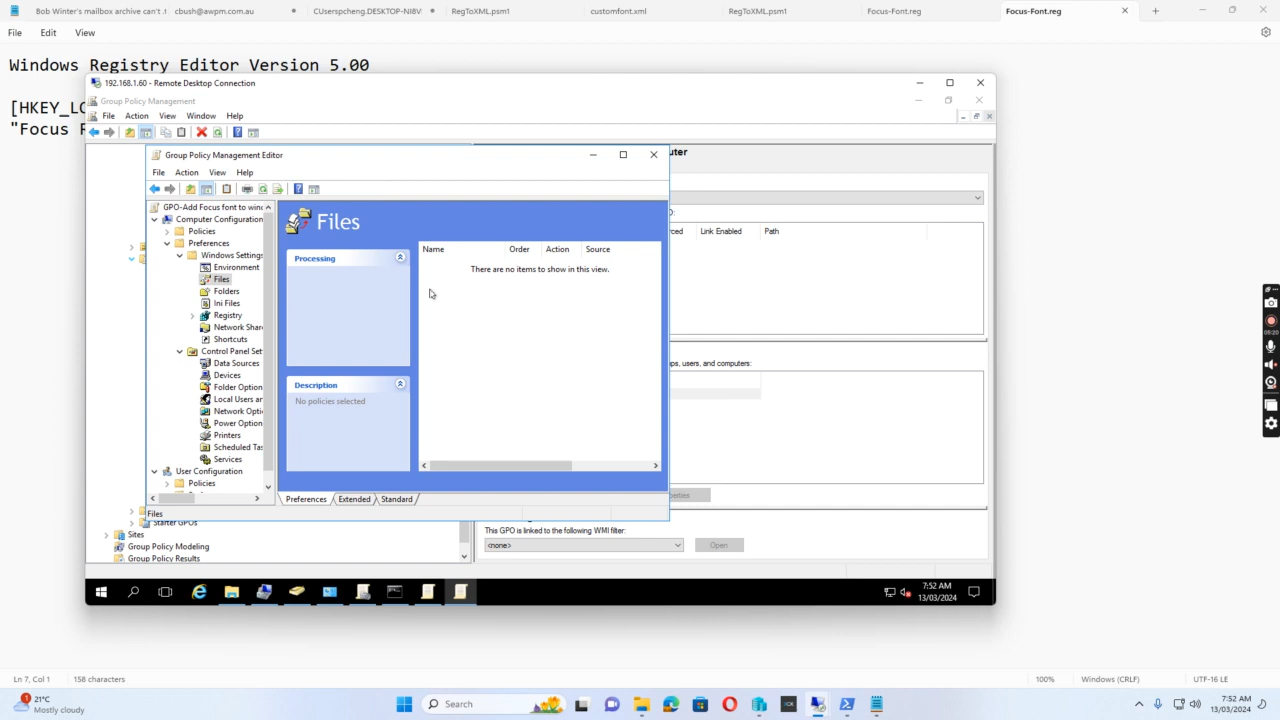 Bob Winter's mailbox archive can't .!
cbush@awpm.com.au
CUserspcheng.DESKTOP-NI8V
RegToXML.psm1
customfont.xml
RegToXML.psm1
Focus-Font.reg
Focus-Font.reg
File Edit View
Windows Registry Editor Version 5.00
[HKEY_LO
"Focus R
192.168.1.60 - Remote Desktop Connection
Group Policy Management
File Action View Window Help
Group Policy Management Editor
File Action View Help
GPO-Add Focus font to wind
Computer Configuration
Policies
Preferences
Windows Settings
Environment
Files
Folders
Ini Files
Registry
Network Share
Shortcuts
Control Panel Set
Data Sources
Devices
Folder Option
Local Users an
Network Opti
Power Option
Printers
Scheduled Tas
Services
User Configuration
Policies
Files
Processing
Description
No policies selected
Name Order Action Source
There are no items to show in this view.
Preferences Extended Standard
Files
uter
rced Link Enabled Path
ps, users, and computers:
perties
Starter GPOs
Sites
Group Policy Modeling
Group Policy Results
This GPO is linked to the following WMI filter:
<none>
Open
7:52 AM
13/03/2024
05:20
Ln 7, Col 1 158 characters 100% Windows (CRLF) UTF-16 LE
1
21°C
Mostly cloudy
Search
7:52 AM
13/03/2024